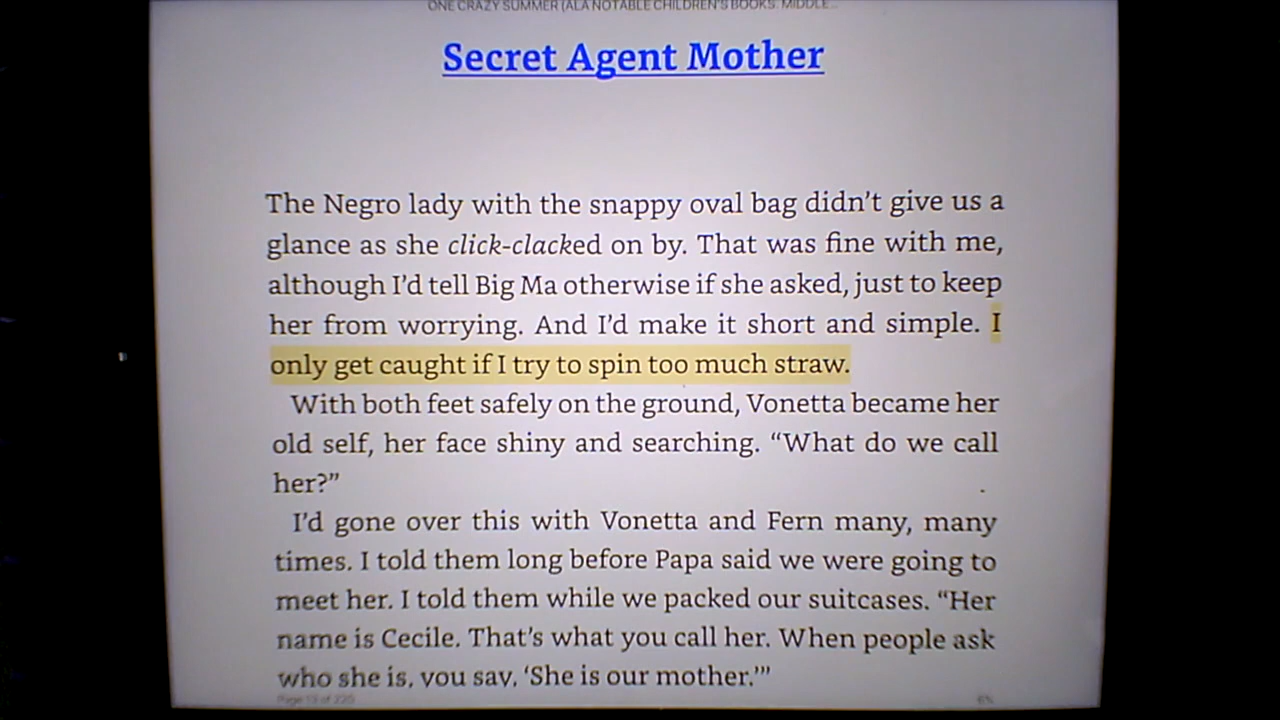 ONE CRAZY SUMMER (ALA NOTABLE CHILDREN'S BOOKS. MIDDLE...
Secret Agent Mother
The Negro lady with the snappy oval bag didn't give us a
glance as she click-clacked on by. That was fine with me,
although I'd tell Big Ma otherwise if she asked, just to keep
her from worrying. And I'd make it short and simple. I
only get caught if I try to spin too much straw.
With both feet safely on the ground, Vonetta became her
old self, her face shiny and searching. “What do we call
her?”
I'd gone over this with Vonetta and Fern many, many
times. I told them long before Papa said we were going to
meet her. I told them while we packed our suitcases. “Her
name is Cecile. That's what you call her. When people ask
who she is, you say, ‘She is our mother.’”
Page 13 of 220
6%